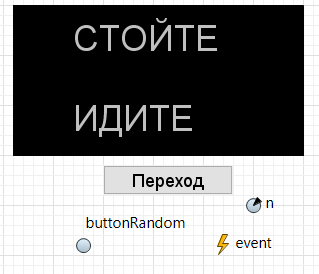 СТОЙТЕ
ИДИТЕ
Переход
n
buttonRandom
event